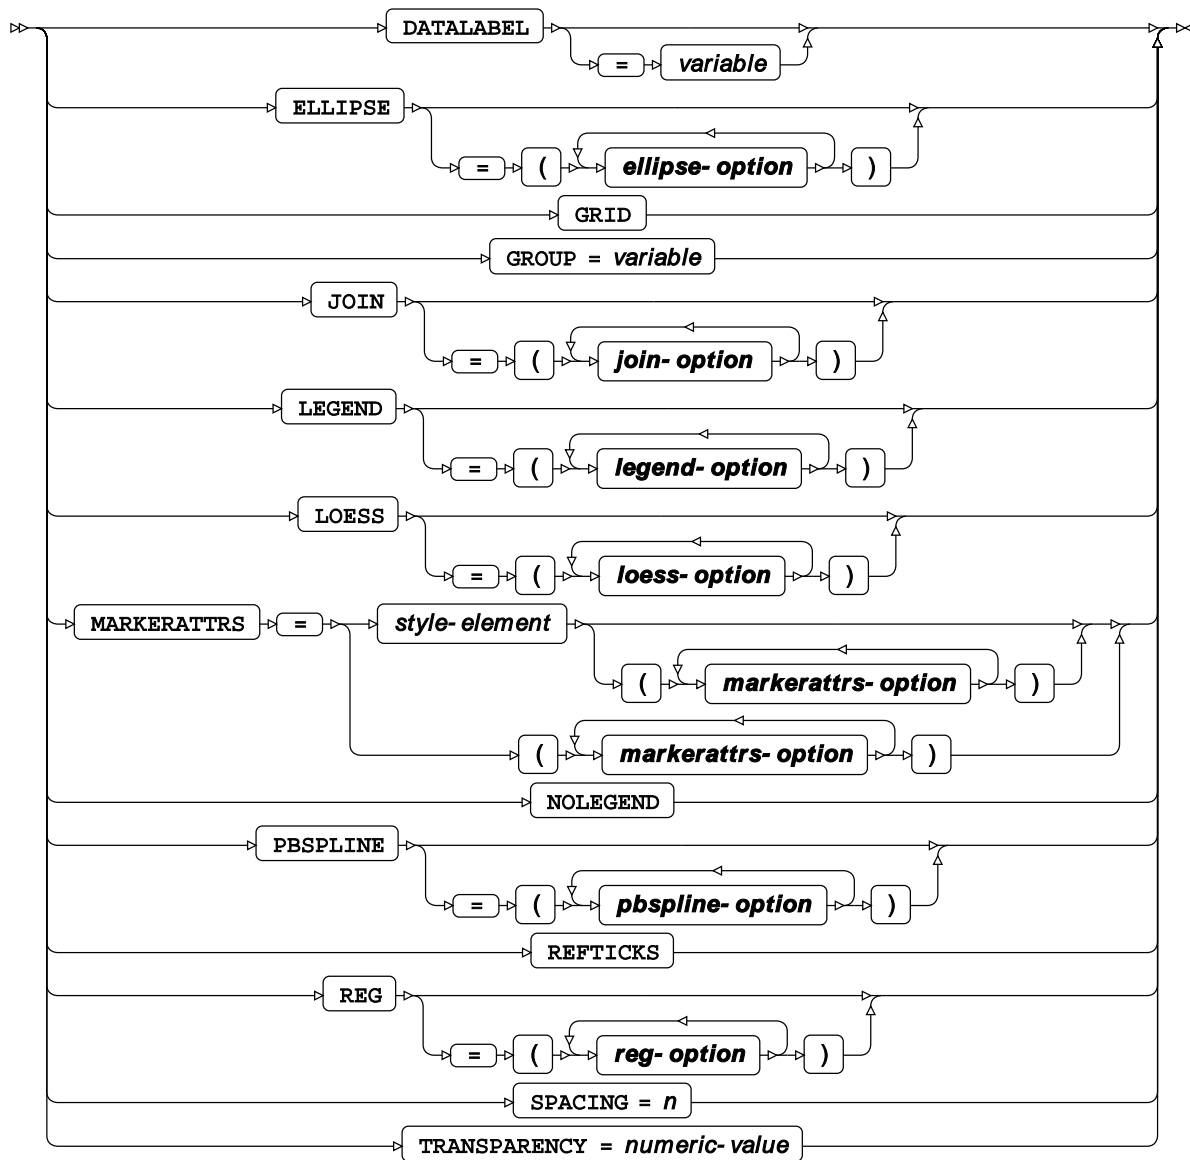 DATALABEL
= variable
ELLIPSE
= ( ellipse-option )
GRID
GROUP = variable
JOIN
= ( join-option )
LEGEND
= ( legend-option )
LOESS
= ( loess-option )
MARKERATTRS = style-element
( markerattrs-option )
( markerattrs-option )
NOLEGEND
PBSPLINE
= ( pbspline-option )
REFTICKS
REG
= ( reg-option )
SPACING = n
TRANSPARENCY = numeric-value